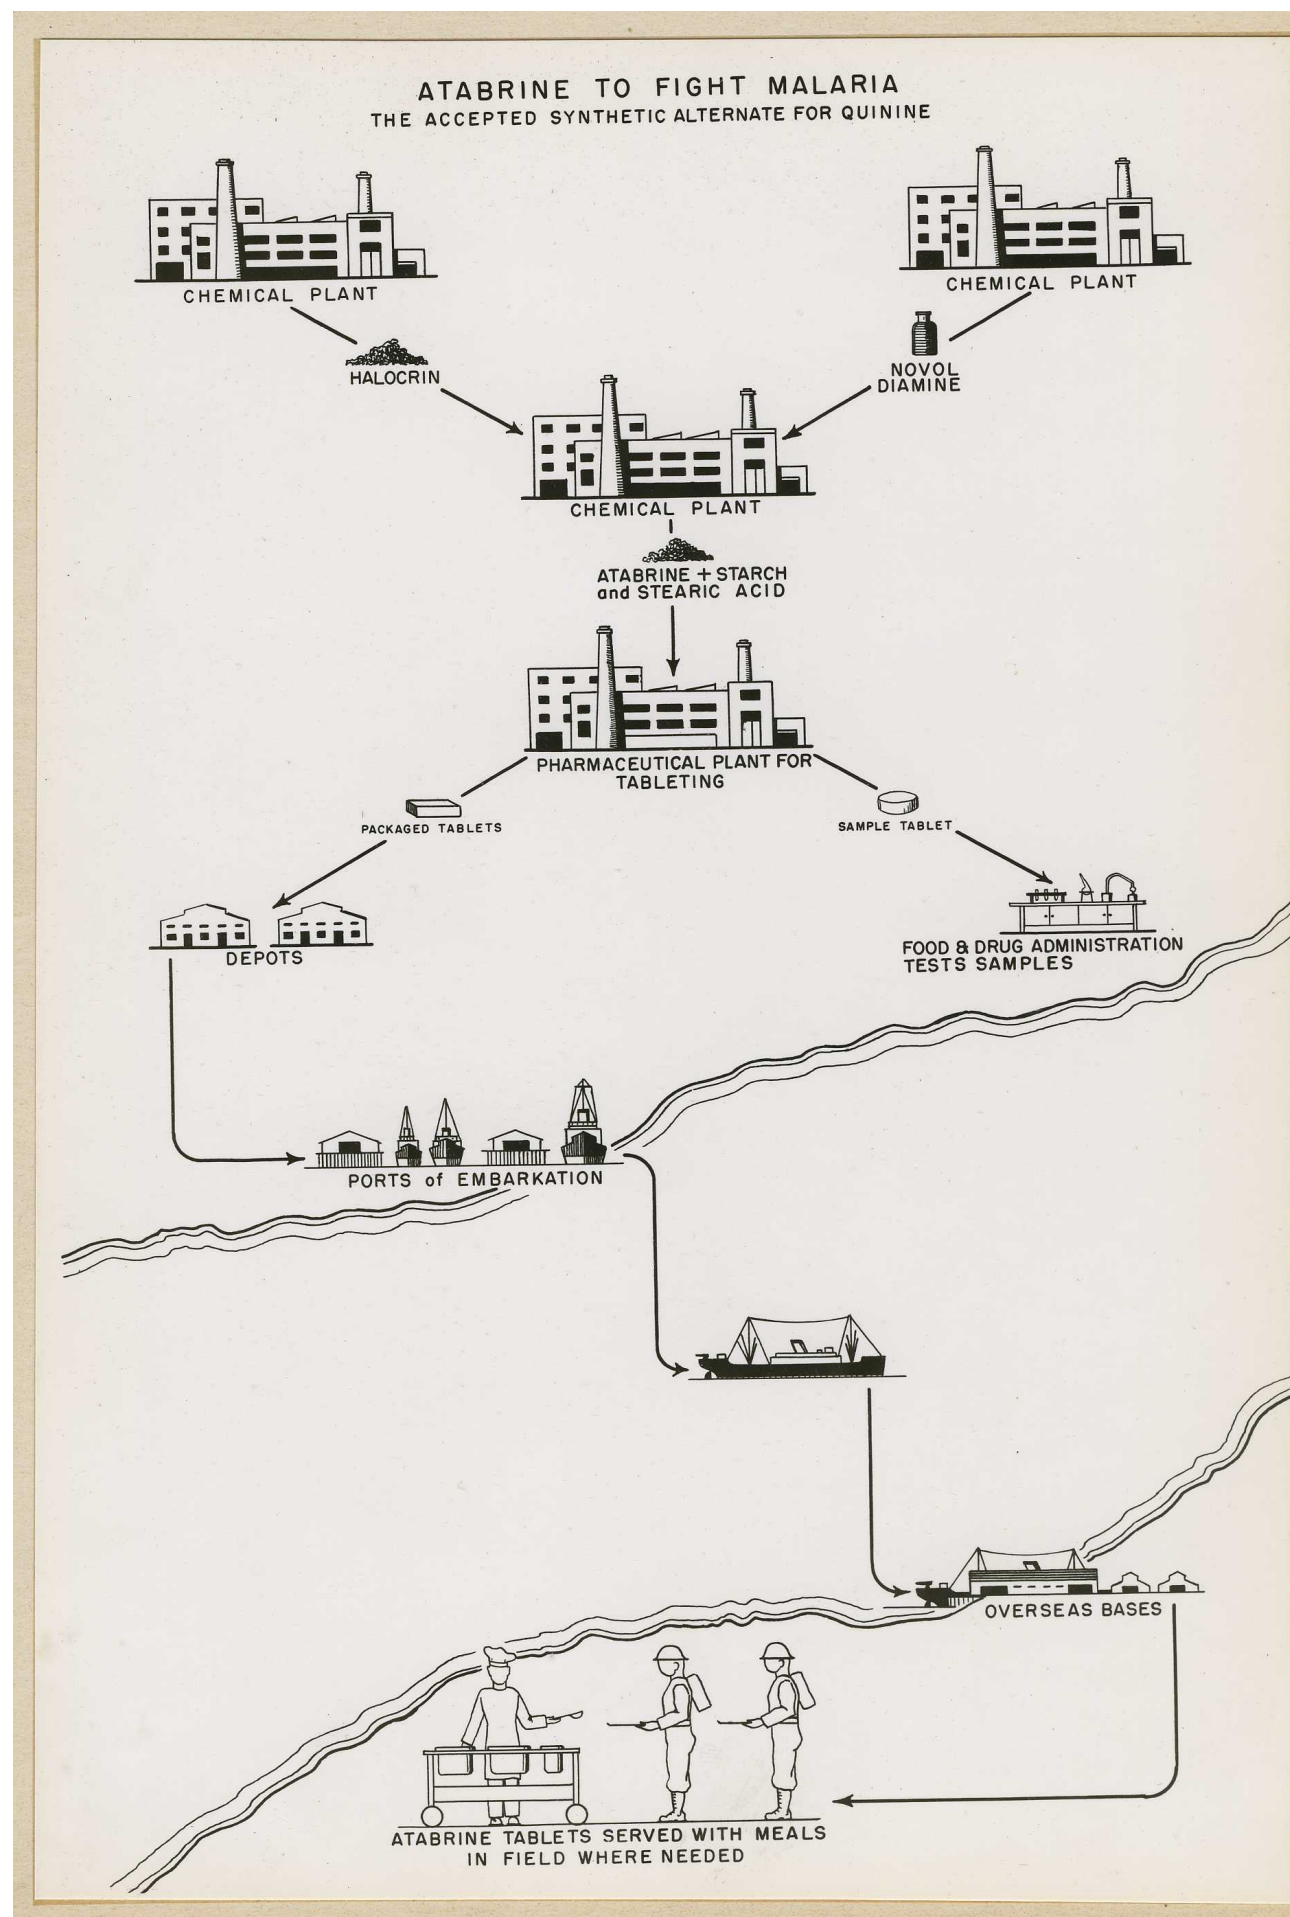 ATABRINE TO FIGHT MALARIA
THE ACCEPTED SYNTHETIC ALTERNATE FOR QUININE
CHEMICAL PLANT
CHEMICAL PLANT
HALOCRIN
NOVOL
DIAMINE
CHEMICAL PLANT
ATABRINE + STARCH
and STEARIC ACID
PHARMACEUTICAL PLANT FOR
TABLETING
PACKAGED TABLETS
SAMPLE TABLET
DEPOTS
FOOD & DRUG ADMINISTRATION
TESTS SAMPLES
PORTS of EMBARKATION
OVERSEAS BASES
ATABRINE TABLETS SERVED WITH MEALS
IN FIELD WHERE NEEDED